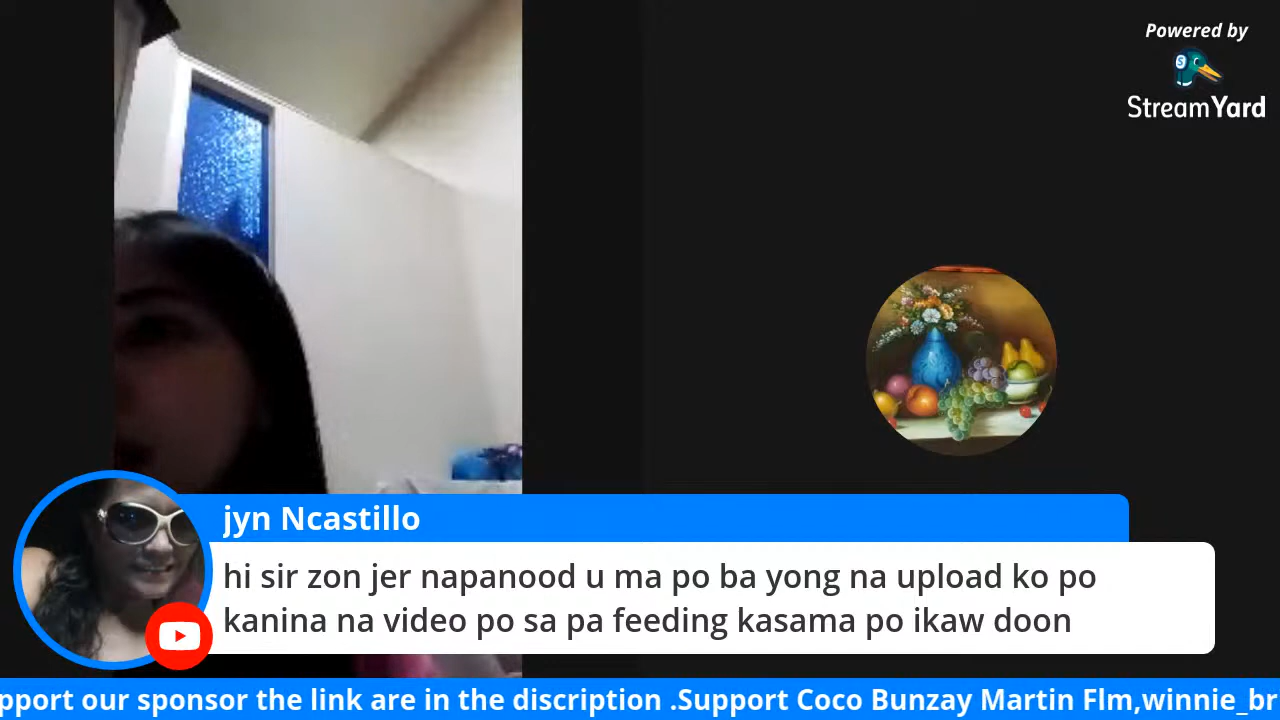 Powered by
StreamYard
jyn Ncastillo
hi sir zon jer napanood u ma po ba yong na upload ko po
kanina na video po sa pa feeding kasama po ikaw doon
pport our sponsor the link are in the discription .Support Coco Bunzay Martin Flm,winnie_br